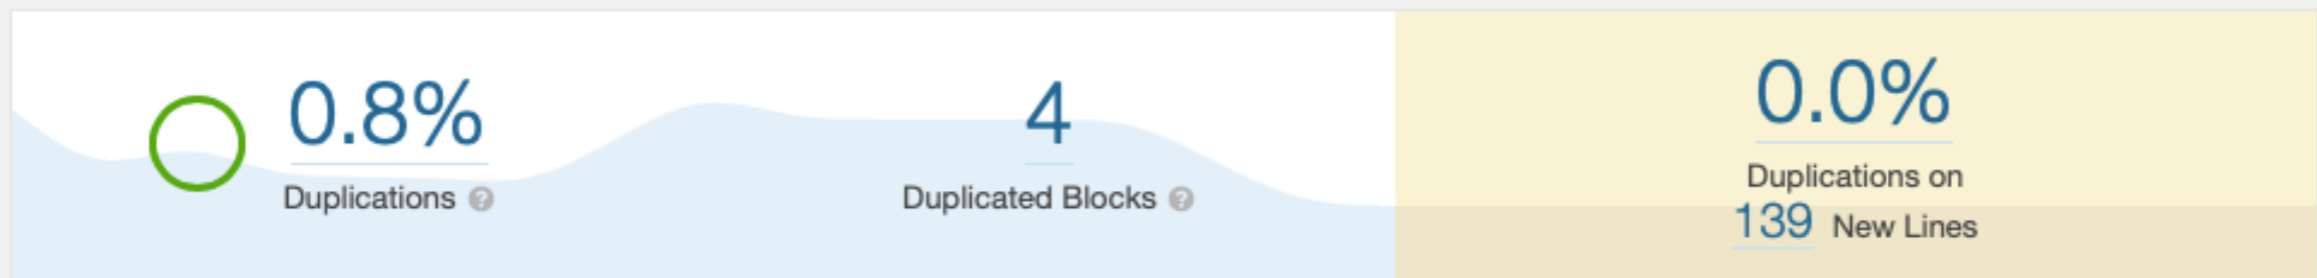 0.8%
Duplications ?
4
Duplicated Blocks ?
0.0%
Duplications on
139 New Lines